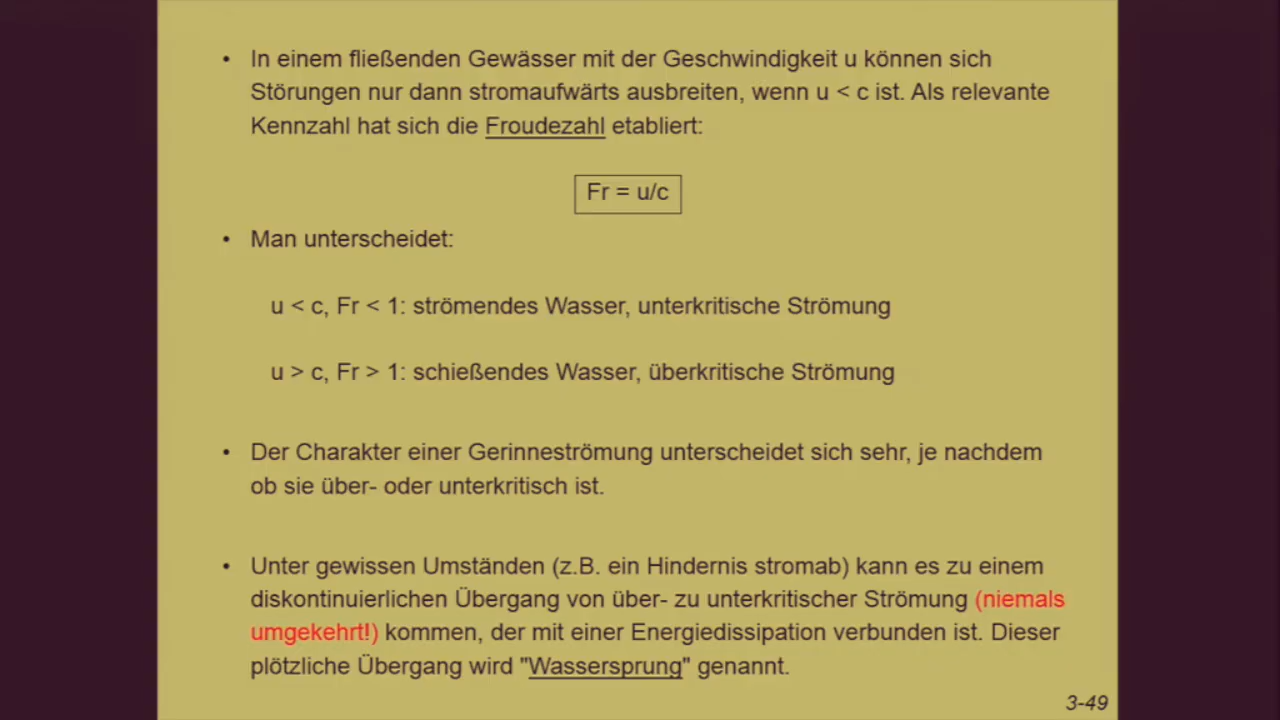 • In einem fließenden Gewässer mit der Geschwindigkeit u können sich
Störungen nur dann stromaufwärts ausbreiten, wenn u < c ist. Als relevante
Kennzahl hat sich die Froudezahl etabliert:
Fr = u/c
• Man unterscheidet:
u < c, Fr < 1: strömendes Wasser, unterkritische Strömung
u > c, Fr > 1: schießendes Wasser, überkritische Strömung
• Der Charakter einer Gerinneströmung unterscheidet sich sehr, je nachdem
ob sie über- oder unterkritisch ist.
• Unter gewissen Umständen (z.B. ein Hindernis stromab) kann es zu einem
diskontinuierlichen Übergang von über- zu unterkritischer Strömung (niemals
umgekehrt!) kommen, der mit einer Energiedissipation verbunden ist. Dieser
plötzliche Übergang wird "Wassersprung" genannt.
3-49